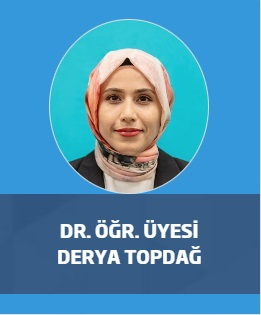 DR. ÖĞR. ÜYESİ
DERYA TOPDAĞ